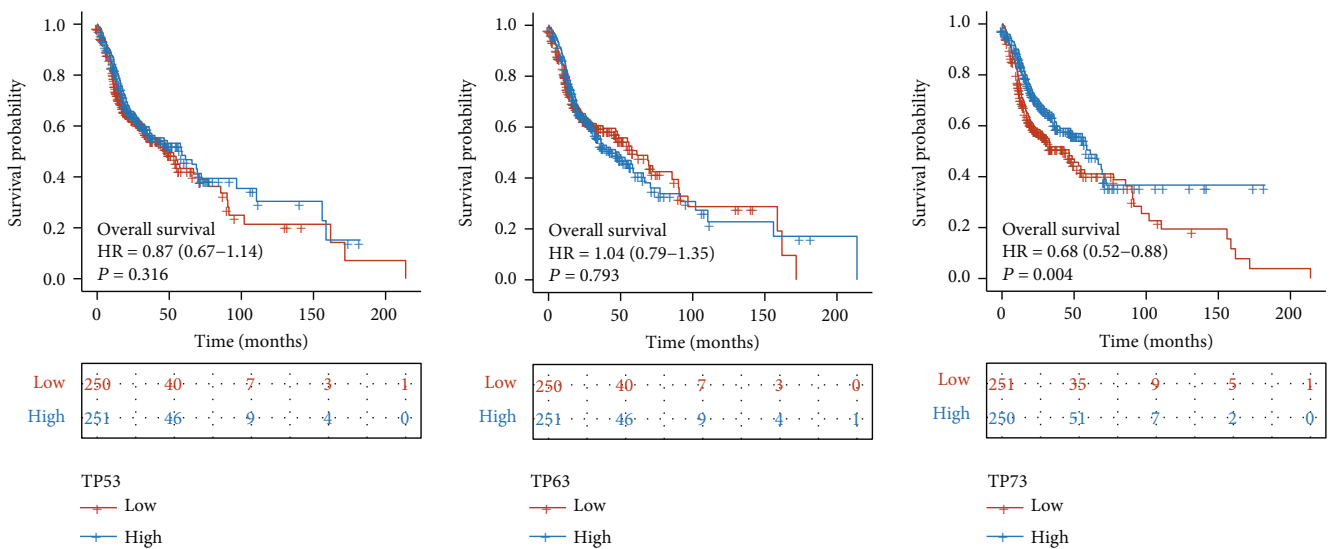 1.0
0.8
0.6
0.4
0.2
0.0
Survival probability
Overall survival
HR = 0.87 (0.67−1.14)
P = 0.316
0 50 100 150 200
Time (months)
Low 250 40 7 3 1
High 251 46 9 4 0
TP53
Low
High
1.0
0.8
0.6
0.4
0.2
0.0
Survival probability
Overall survival
HR = 1.04 (0.79−1.35)
P = 0.793
0 50 100 150 200
Time (months)
Low 250 40 7 3 0
High 251 46 9 4 1
TP63
Low
High
1.0
0.8
0.6
0.4
0.2
0.0
Survival probability
Overall survival
HR = 0.68 (0.52−0.88)
P = 0.004
0 50 100 150 200
Time (months)
Low 251 35 9 5 1
High 250 51 7 2 0
TP73
Low
High